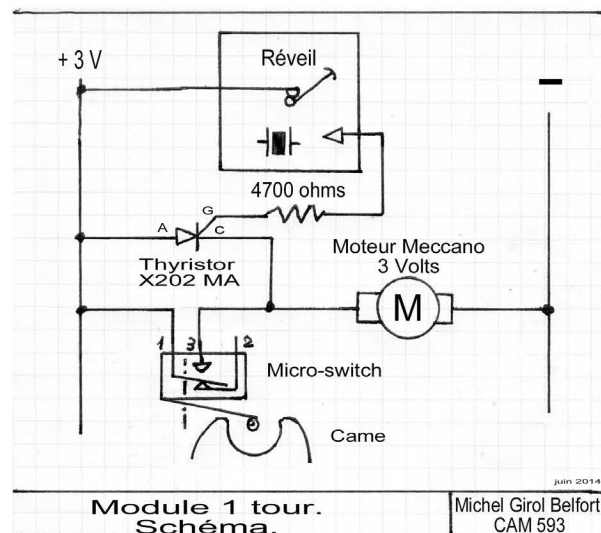 + 3 V
Réveil
4700 ohms
G
A
C
Thyristor
X202 MA
Moteur Meccano
3 Volts
M
1 3 2
Micro-switch
Came
juin 2014
Module 1 tour.
Schéma.
Michel Girol Belfort
CAM 593